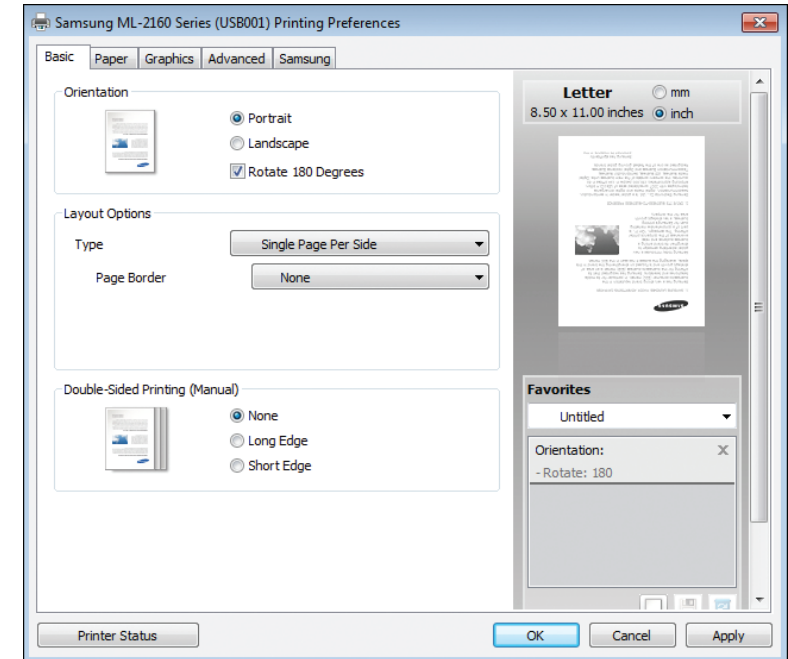 Samsung ML-2160 Series (USB001) Printing Preferences
Basic Paper Graphics Advanced Samsung
Orientation
Portrait
Landscape
Rotate 180 Degrees
Layout Options
Type Single Page Per Side
Page Border None
Double-Sided Printing (Manual)
None
Long Edge
Short Edge
Letter mm
8.50 x 11.00 inches inch
SAMSUNG
Favorites
Untitled
Orientation: X
- Rotate: 180
Printer Status OK Cancel Apply